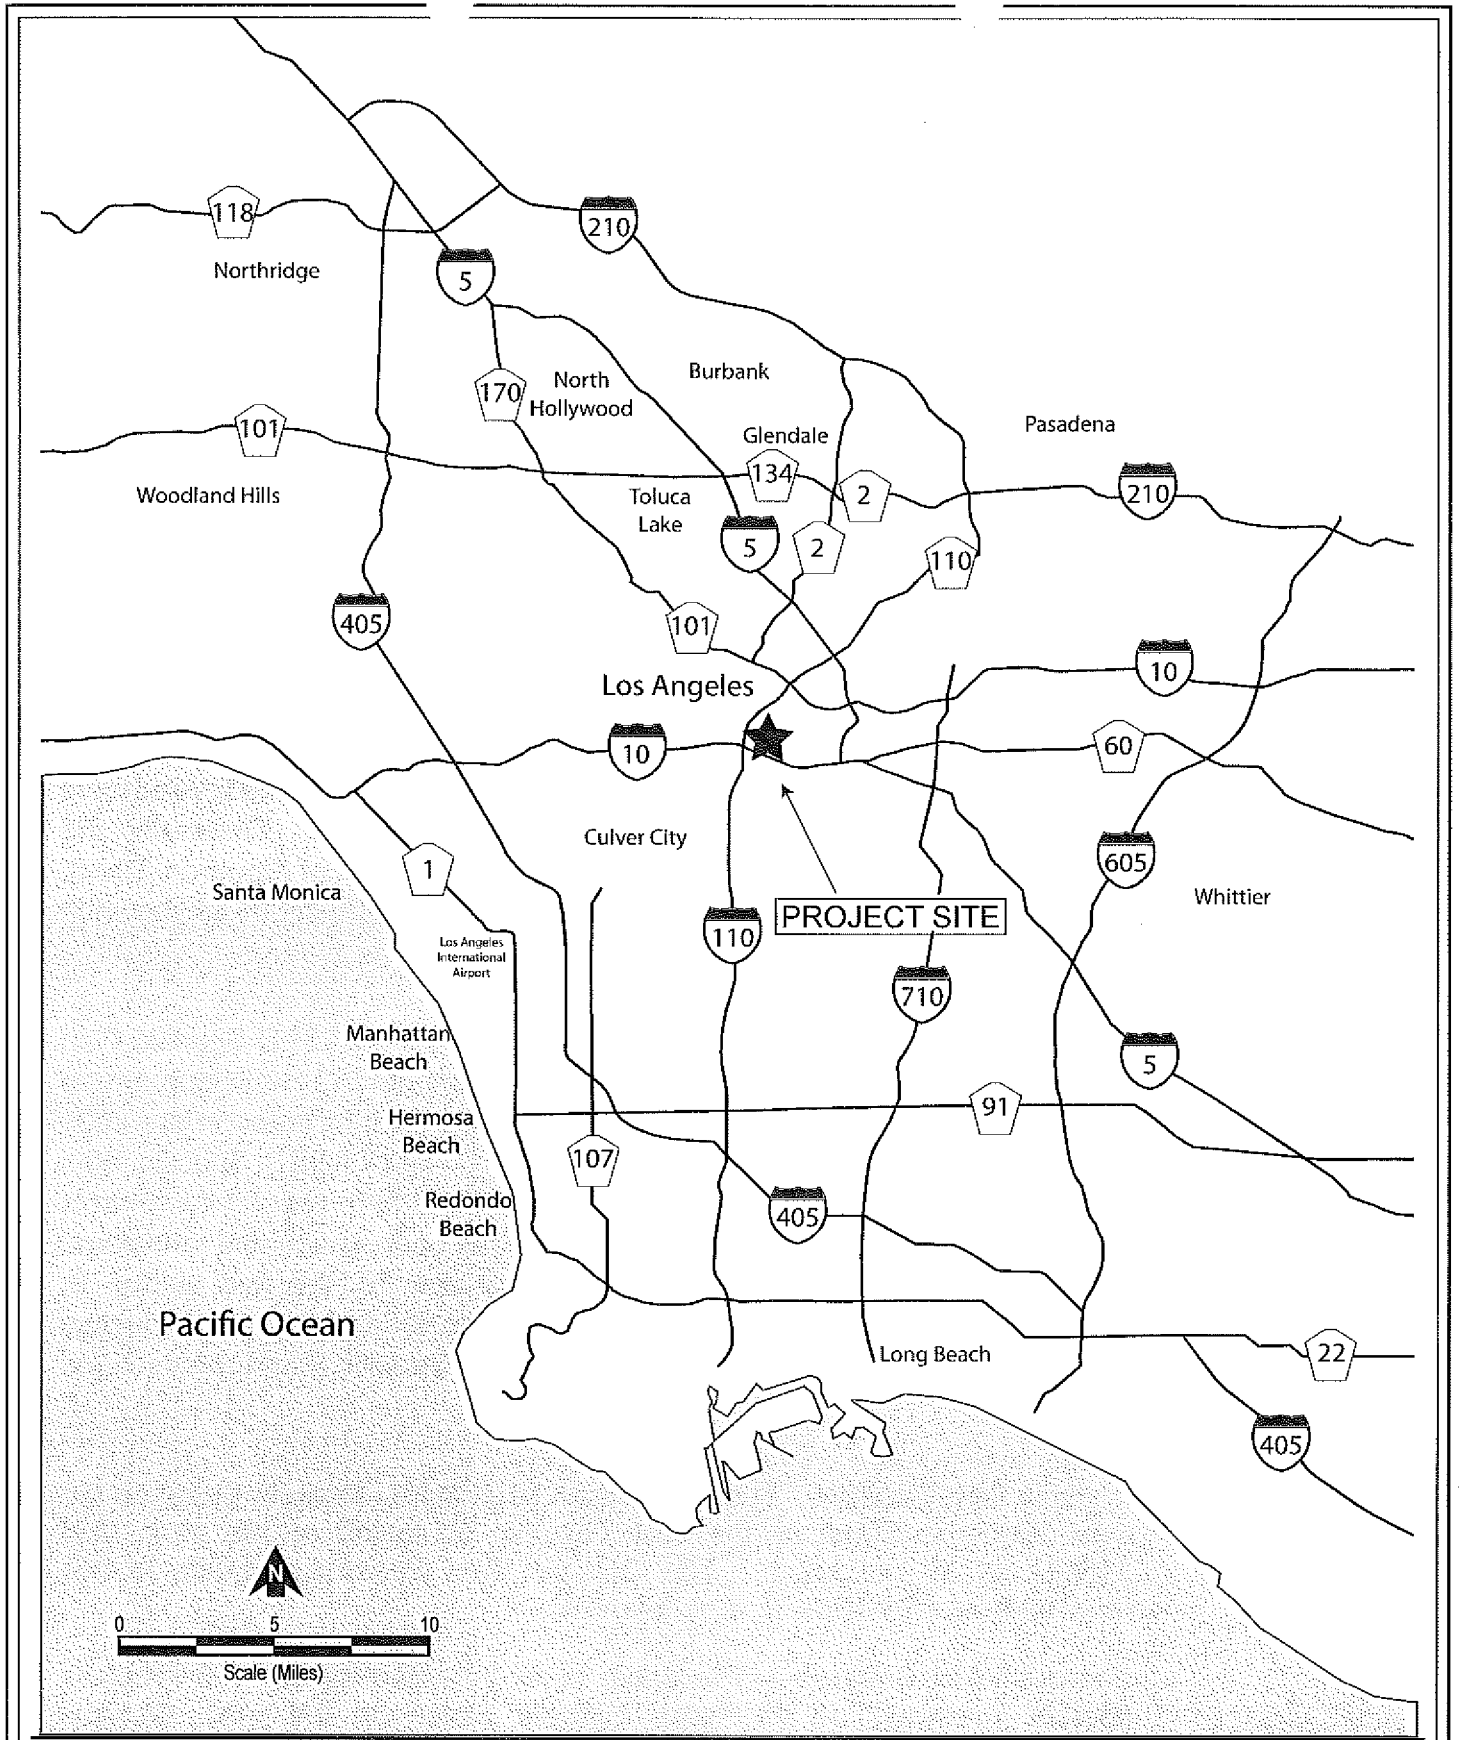 118
210
Northridge
5
170
North
Hollywood
Burbank
101
Glendale
Pasadena
134
2
210
Woodland Hills
Toluca
Lake
5
2
110
405
101
10
Los Angeles
10
60
Culver City
605
1
Santa Monica
Whittier
110
PROJECT SITE
Los Angeles
International
Airport
710
Manhattan
Beach
5
Hermosa
Beach
91
107
Redondo
Beach
405
Pacific Ocean
Long Beach
22
405
N
0 5 10
Scale (Miles)